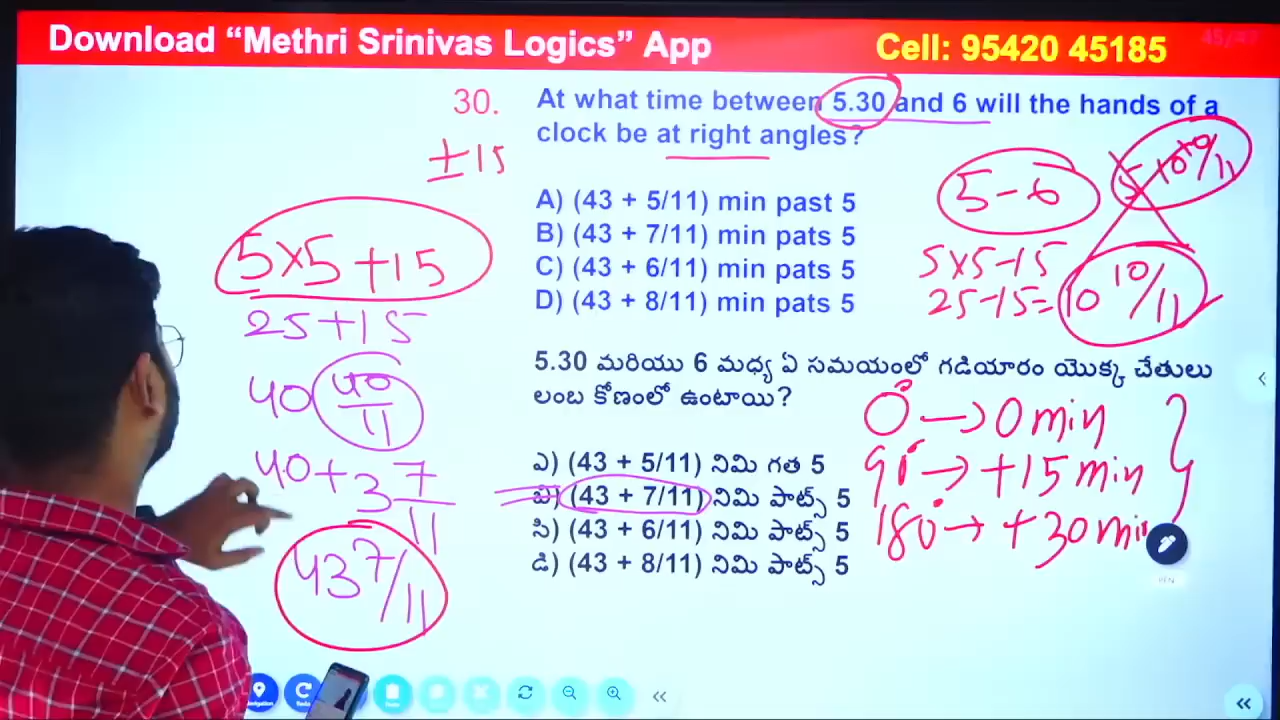 Download “Methri Srinivas Logics” App
Cell: 95420 45185
45/47
30.
At what time between 5.30 and 6 will the hands of a
clock be at right angles?
±15
A) (43 + 5/11) min past 5
B) (43 + 7/11) min pats 5
C) (43 + 6/11) min pats 5
D) (43 + 8/11) min pats 5
5 - 6
10 10/11
5×5-15
25-15= 10 10/11
5×5+15
25+15
40 40/11
40+3 7/11
43 7/11
5.30 మరియు 6 మధ్య ఏ సమయంలో గడియారం యొక్క చేతులు
లంబ కోణంలో ఉంటాయి?
ఎ) (43 + 5/11) నిమి గత 5
బి) (43 + 7/11) నిమి పాట్స్ 5
సి) (43 + 6/11) నిమి పాట్స్ 5
డి) (43 + 8/11) నిమి పాట్స్ 5
0° → 0 min
90° → +15 min
180° → +30 min
PEN
Navigation
Redo